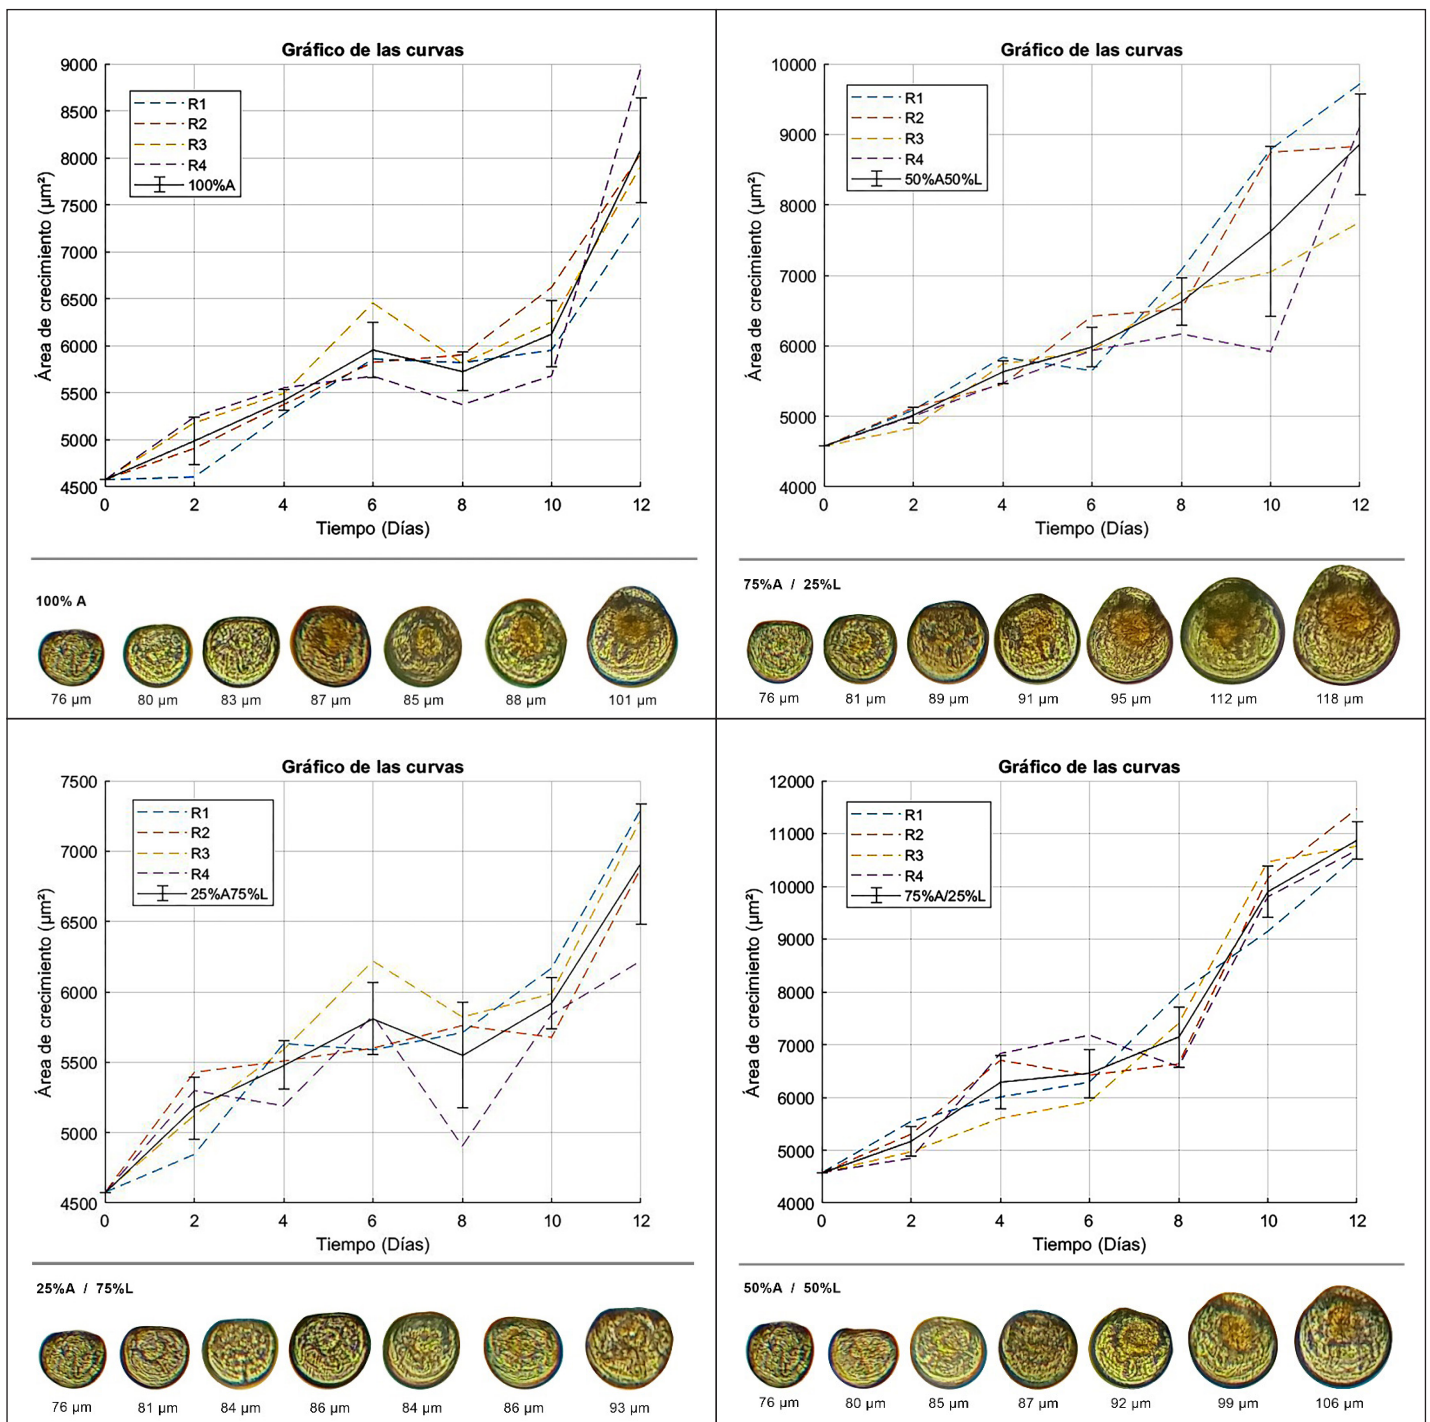 Gráfico de las curvas
9000
8500
8000
7500
7000
6500
6000
5500
5000
4500
Área de crecimiento (µm²)
R1
R2
R3
R4
100%A
0 2 4 6 8 10 12
Tiempo (Días)
100% A
76 µm 80 µm 83 µm 87 µm 85 µm 88 µm 101 µm
Gráfico de las curvas
10000
9000
8000
7000
6000
5000
4000
Área de crecimiento (µm²)
R1
R2
R3
R4
50%A50%L
0 2 4 6 8 10 12
Tiempo (Días)
75%A / 25%L
76 µm 81 µm 89 µm 91 µm 95 µm 112 µm 118 µm
Gráfico de las curvas
7500
7000
6500
6000
5500
5000
4500
Área de crecimiento (µm²)
R1
R2
R3
R4
25%A75%L
0 2 4 6 8 10 12
Tiempo (Días)
25%A / 75%L
76 µm 81 µm 84 µm 86 µm 84 µm 86 µm 93 µm
Gráfico de las curvas
12000
11000
10000
9000
8000
7000
6000
5000
4000
Área de crecimiento (µm²)
R1
R2
R3
R4
75%A/25%L
0 2 4 6 8 10 12
Tiempo (Días)
50%A / 50%L
76 µm 80 µm 85 µm 87 µm 92 µm 99 µm 106 µm